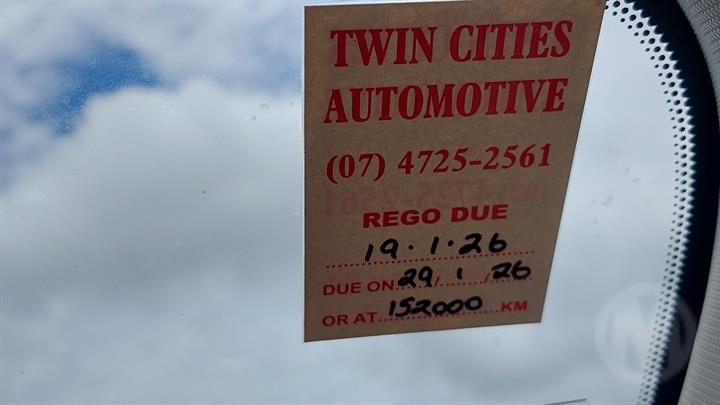 TWIN CITIES
AUTOMOTIVE
(07) 4725-2561
REGO DUE
19.1.26
DUE ON 29/1/26
OR AT 152000 KM